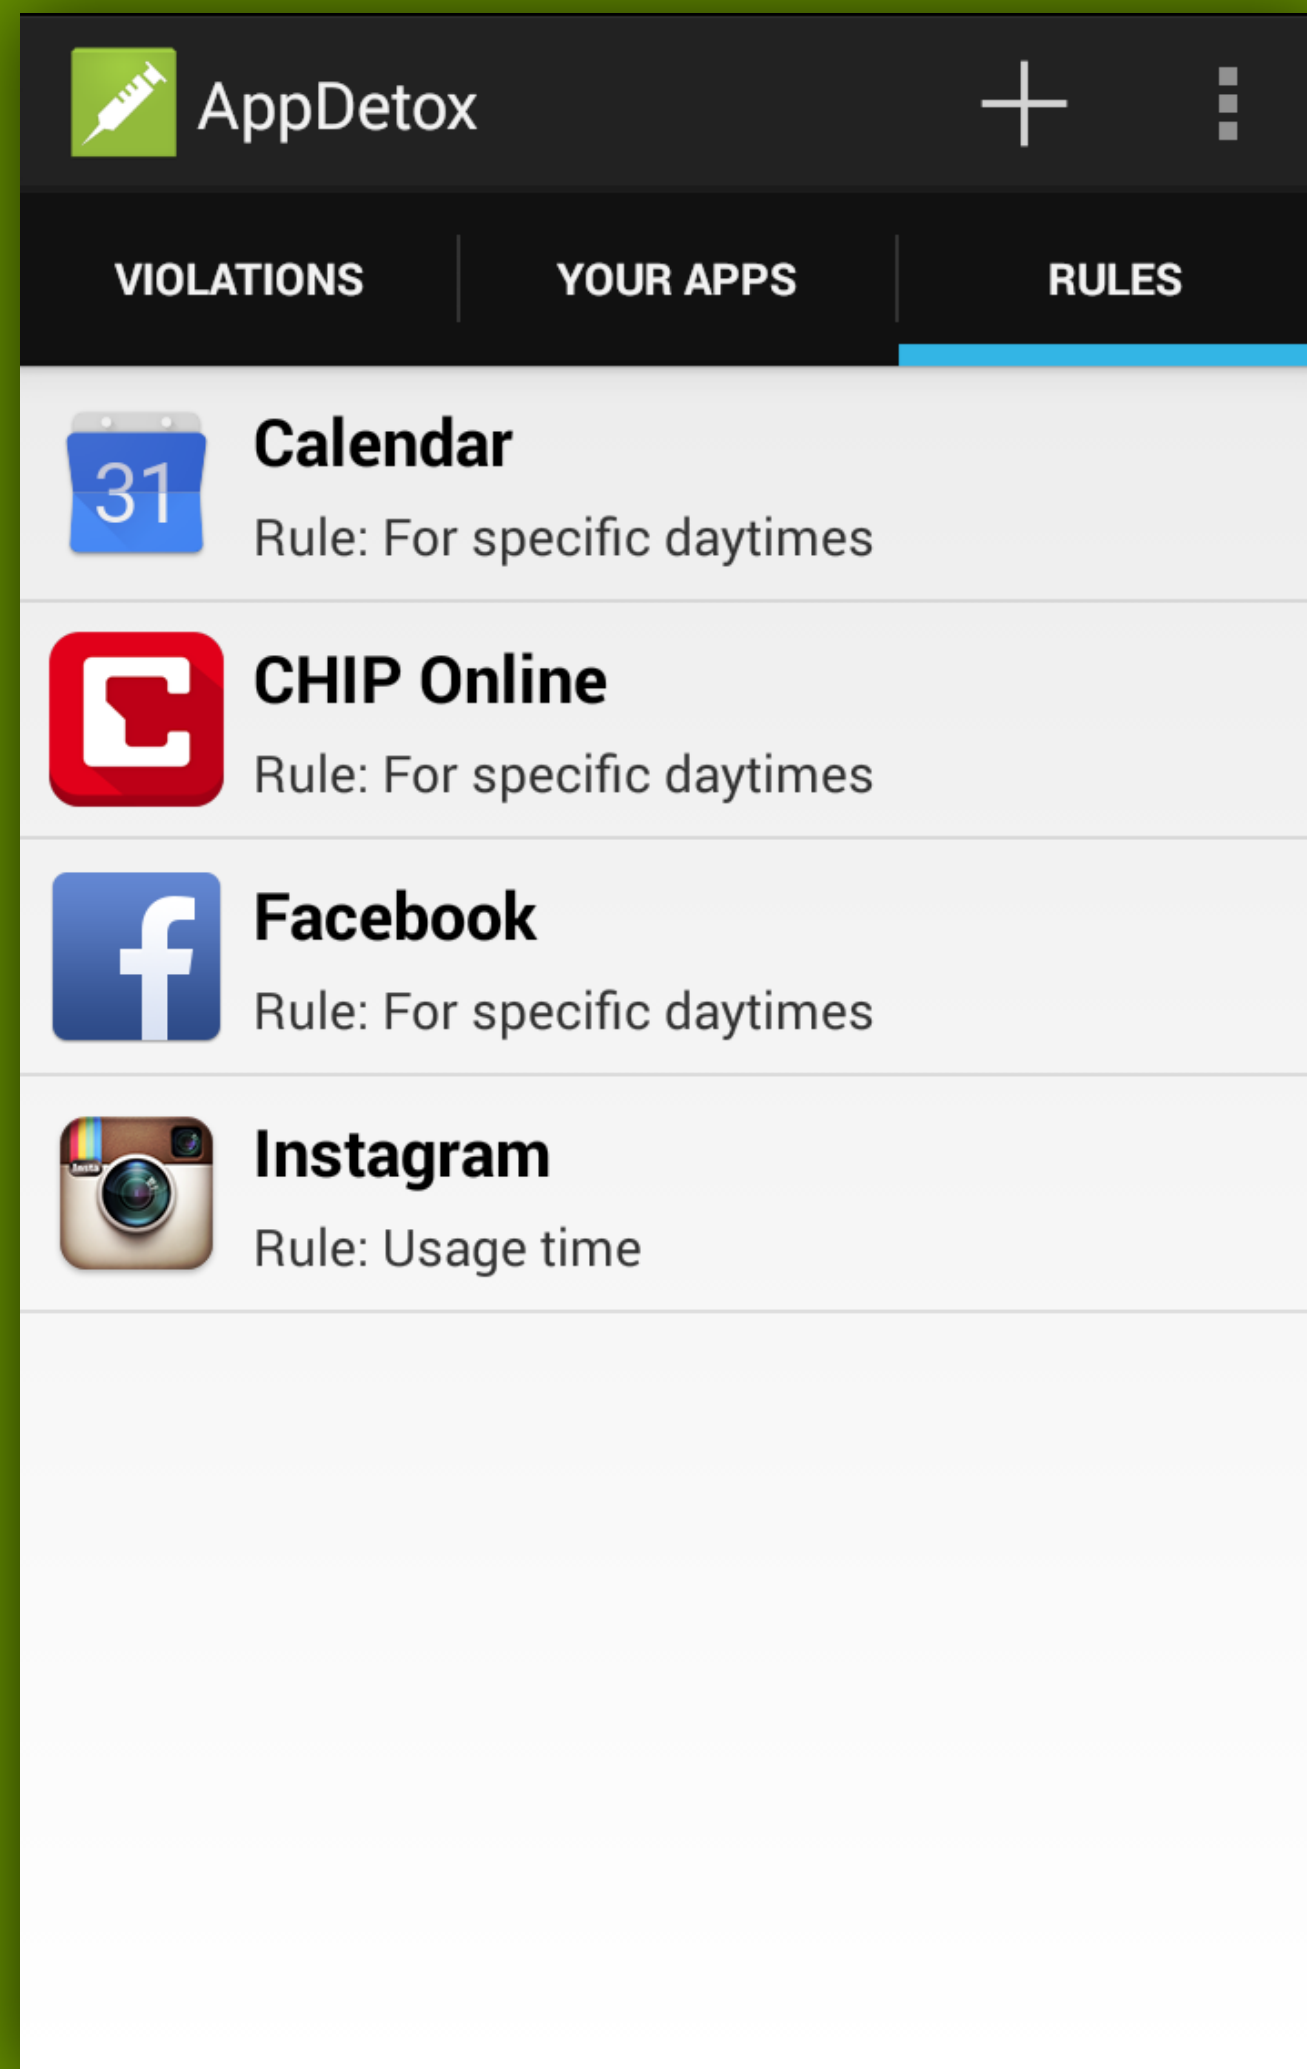 AppDetox
VIOLATIONS
YOUR APPS
RULES
31
Calendar
Rule: For specific daytimes
CHIP Online
Rule: For specific daytimes
Facebook
Rule: For specific daytimes
Insta
Instagram
Rule: Usage time